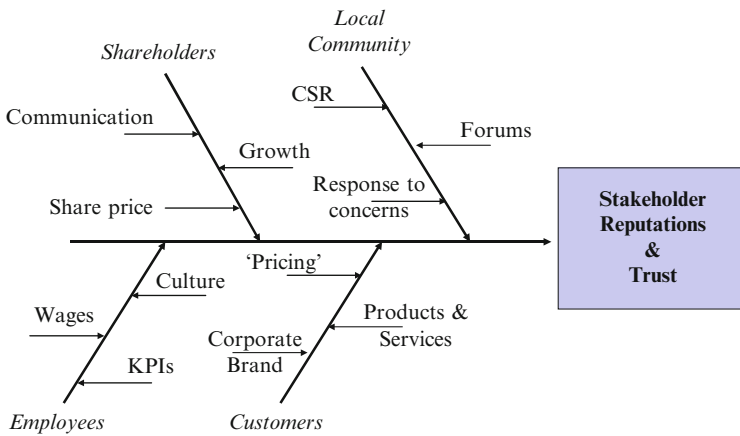 Local
Community
Shareholders
CSR
Communication
Forums
Growth
Response to
concerns
Share price
Stakeholder
Reputations
&
Trust
‘Pricing’
Culture
Wages
Products &
Services
Corporate
Brand
KPIs
Employees
Customers